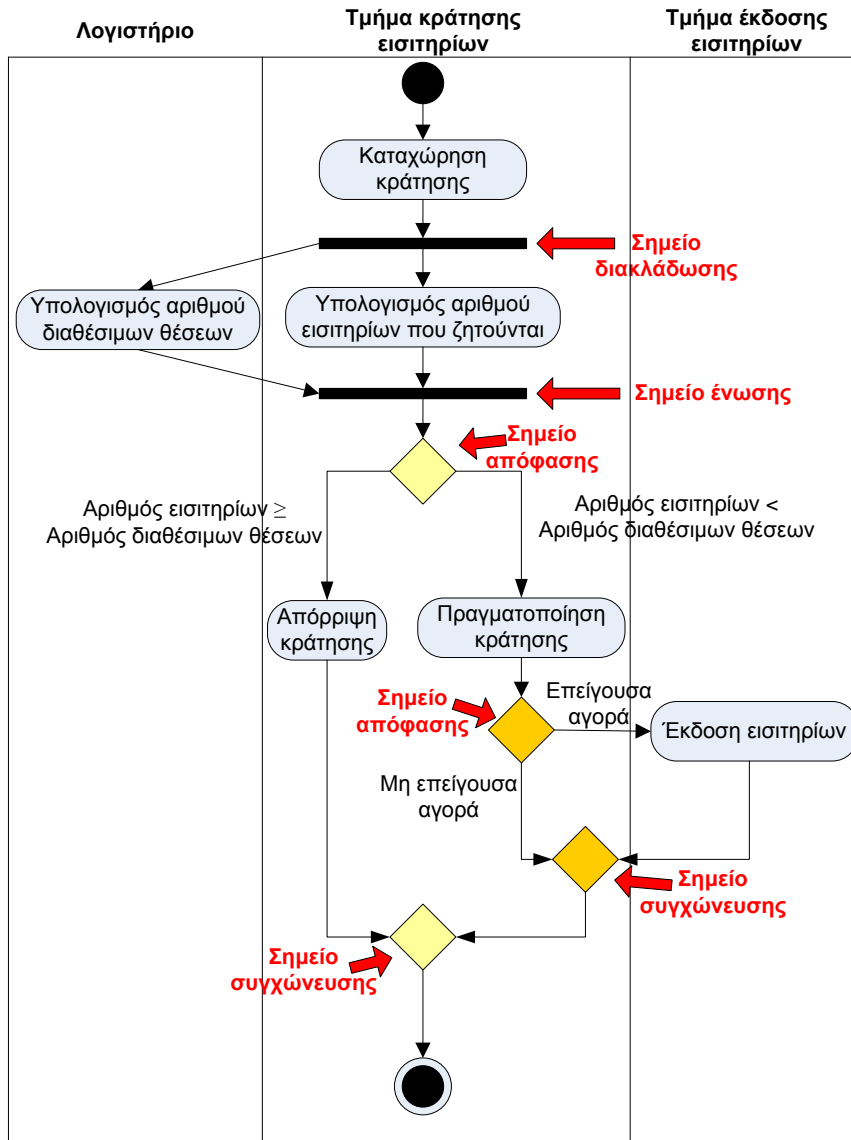 Λογιστήριο
Τμήμα κράτησης
εισιτηρίων
Τμήμα έκδοσης
εισιτηρίων
Καταχώρηση
κράτησης
Σημείο
διακλάδωσης
Υπολογισμός αριθμού
διαθέσιμων θέσεων
Υπολογισμός αριθμού
εισιτηρίων που ζητούνται
Σημείο ένωσης
Σημείο
απόφασης
Αριθμός εισιτηρίων ≥
Αριθμός διαθέσιμων θέσεων
Αριθμός εισιτηρίων <
Αριθμός διαθέσιμων θέσεων
Απόρριψη
κράτησης
Πραγματοποίηση
κράτησης
Σημείο
απόφασης
Επείγουσα
αγορά
Έκδοση εισιτηρίων
Μη επείγουσα
αγορά
Σημείο
συγχώνευσης
Σημείο
συγχώνευσης